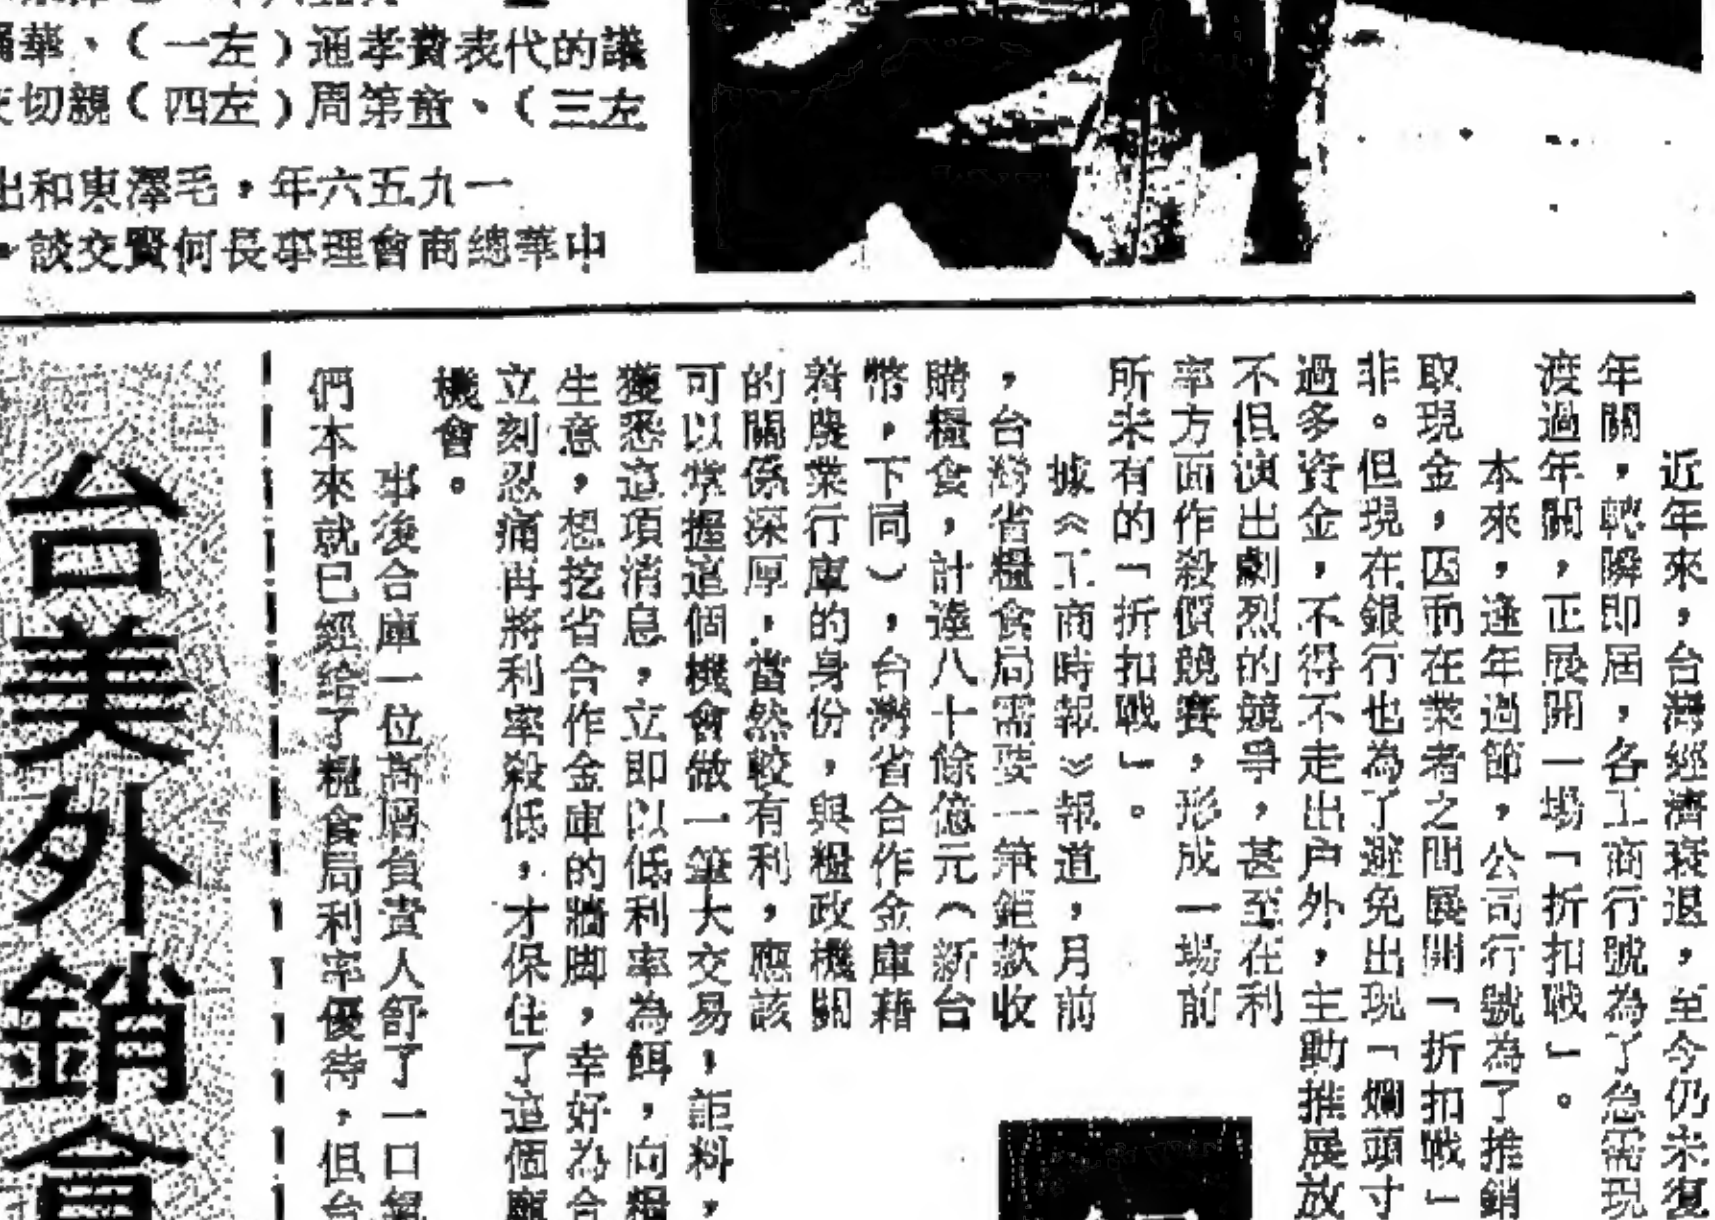 議的代表費孝通（左一）、華
左三）、童第周（左四）親切
一九五六年，毛澤東和出
中華總商會理事長何賢交談。
近年來，台灣經濟衰退，至今仍未復
年關，轉瞬即屆，各工商行號為了急需現
渡過年關，正展開一場「折扣戰」。
本來，逢年過節，公司行號為了推銷
取現金，因而在業者之間展開「折扣戰」
非。但現在銀行也為了避免出現「爛頭寸
過多資金，不得不走出户外，主動推展放
不但演出劇烈的競爭，甚至在利
率方面作殺價競賽，形成一場前
所未有的「折扣戰」。
據《工商時報》報道，月前
，台灣省糧食局需要一筆鉅款收
購糧食，計達八十餘億元（新台
幣，下同），台灣省合作金庫藉
着農業行庫的身份，與糧政機關
的關係深厚，當然較有利，應該
可以掌握這個機會做一筆大交易，詎料，
獲悉這項消息，立即以低利率為餌，向糧
生意，想挖省合作金庫的牆脚，幸好為合
立刻忍痛再將利率殺低，才保住了這個
機會。
事後合庫一位高層負責人舒了一口
們本來就已經給了糧食局利率優待，但台
台美外銷會